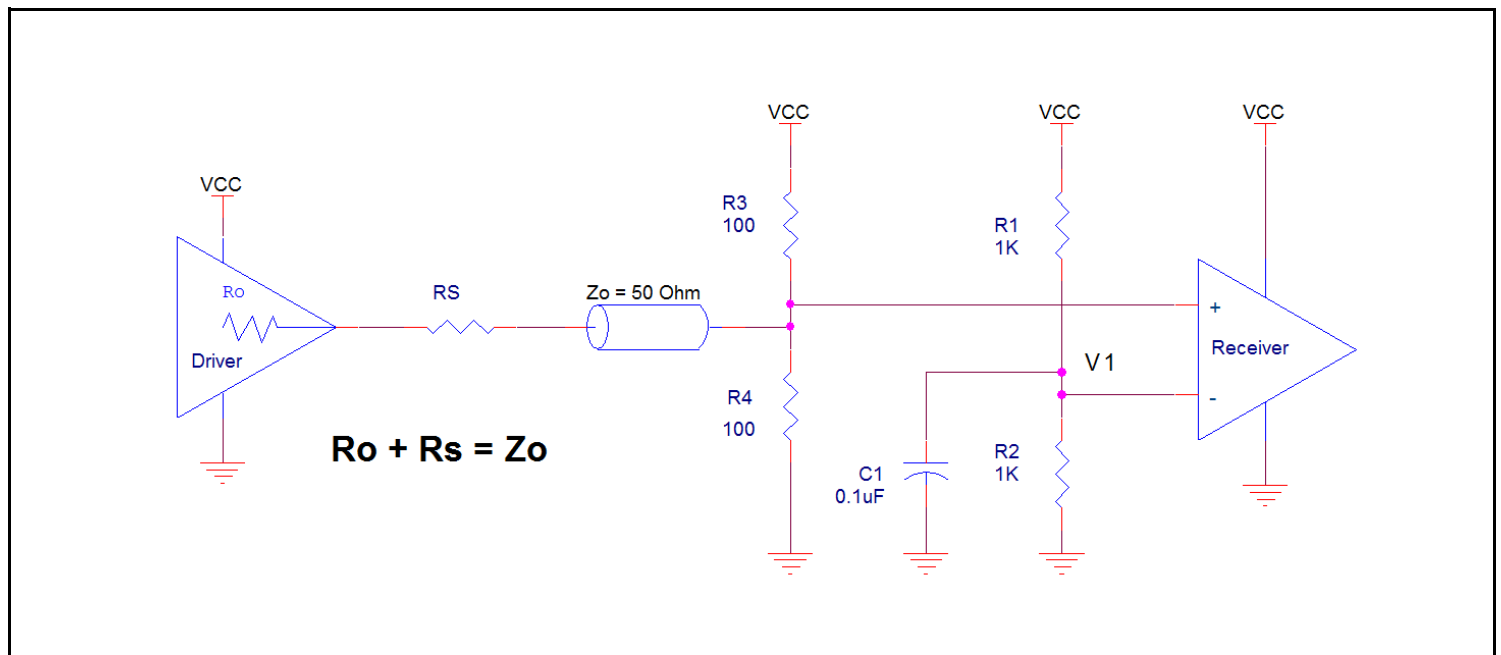 VCC
VCC
VCC
VCC
R3
100
R1
1K
Ro
RS
Zo = 50 Ohm
+
Driver
Receiver
V1
R4
100
-
Ro + Rs = Zo
R2
1K
C1
0.1uF